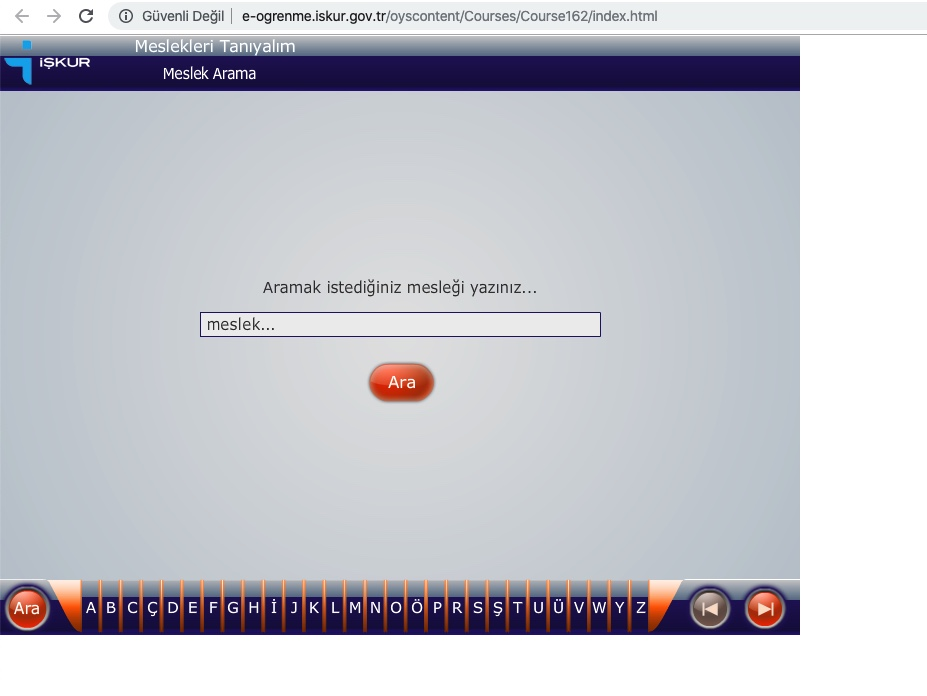 Güvenli Değil e-ogrenme.iskur.gov.tr/oyscontent/Courses/Course162/index.html
Meslekleri Tanıyalım
İŞKUR
Meslek Arama
Aramak istediğiniz mesleği yazınız...
meslek...
Ara
Ara A B C Ç D E F G H İ J K L M N O Ö P R S Ş T U Ü V W Y Z